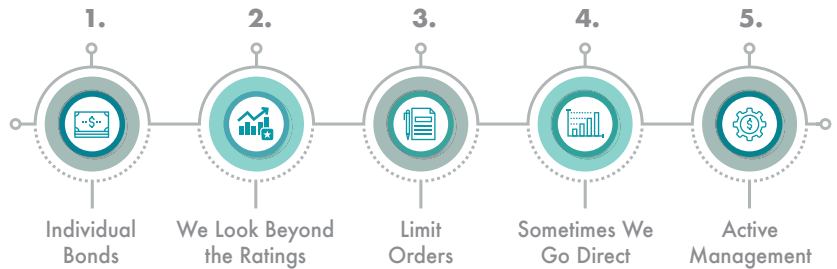 1.
2.
3.
4.
5.
$
$
Individual
Bonds
We Look Beyond
the Ratings
Limit
Orders
Sometimes We
Go Direct
Active
Management